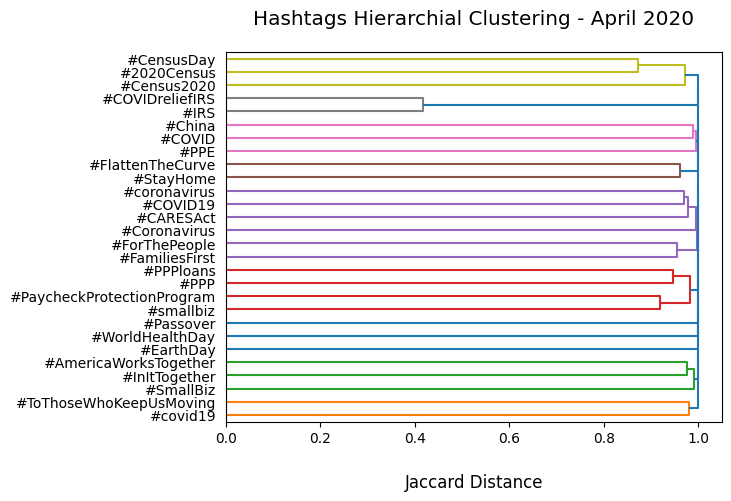 Hashtags Hierarchial Clustering - April 2020
#CensusDay
#2020Census
#Census2020
#COVIDreliefIRS
#IRS
#China
#COVID
#PPE
#FlattenTheCurve
#StayHome
#coronavirus
#COVID19
#CARESAct
#Coronavirus
#ForThePeople
#FamiliesFirst
#PPPloans
#PPP
#PaycheckProtectionProgram
#smallbiz
#Passover
#WorldHealthDay
#EarthDay
#AmericaWorksTogether
#InItTogether
#SmallBiz
#ToThoseWhoKeepUsMoving
#covid19
0.0 0.2 0.4 0.6 0.8 1.0
Jaccard Distance